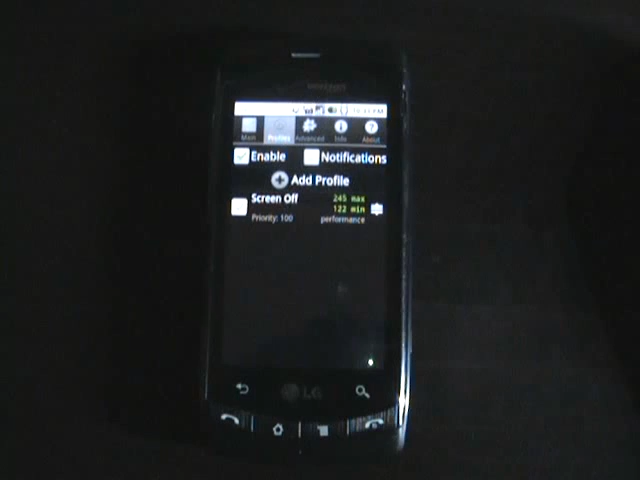 verizon
Main Profiles Advanced Info About
Enable Notifications
Add Profile
Screen Off 245 max
122 min
Priority: 100 performance
LG